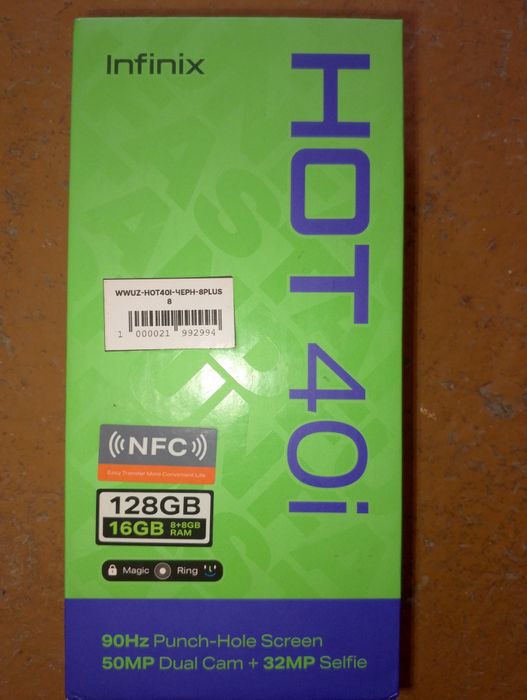 Infinix
HOT 40i
WWUZ-HOT40I-ЧЕРН-8PLUS
8
1 000021 992994
NFC
Easy Transfer More Convenient Life
128GB
16GB 8+8GB RAM
Magic Ring
90Hz Punch-Hole Screen
50MP Dual Cam + 32MP Selfie